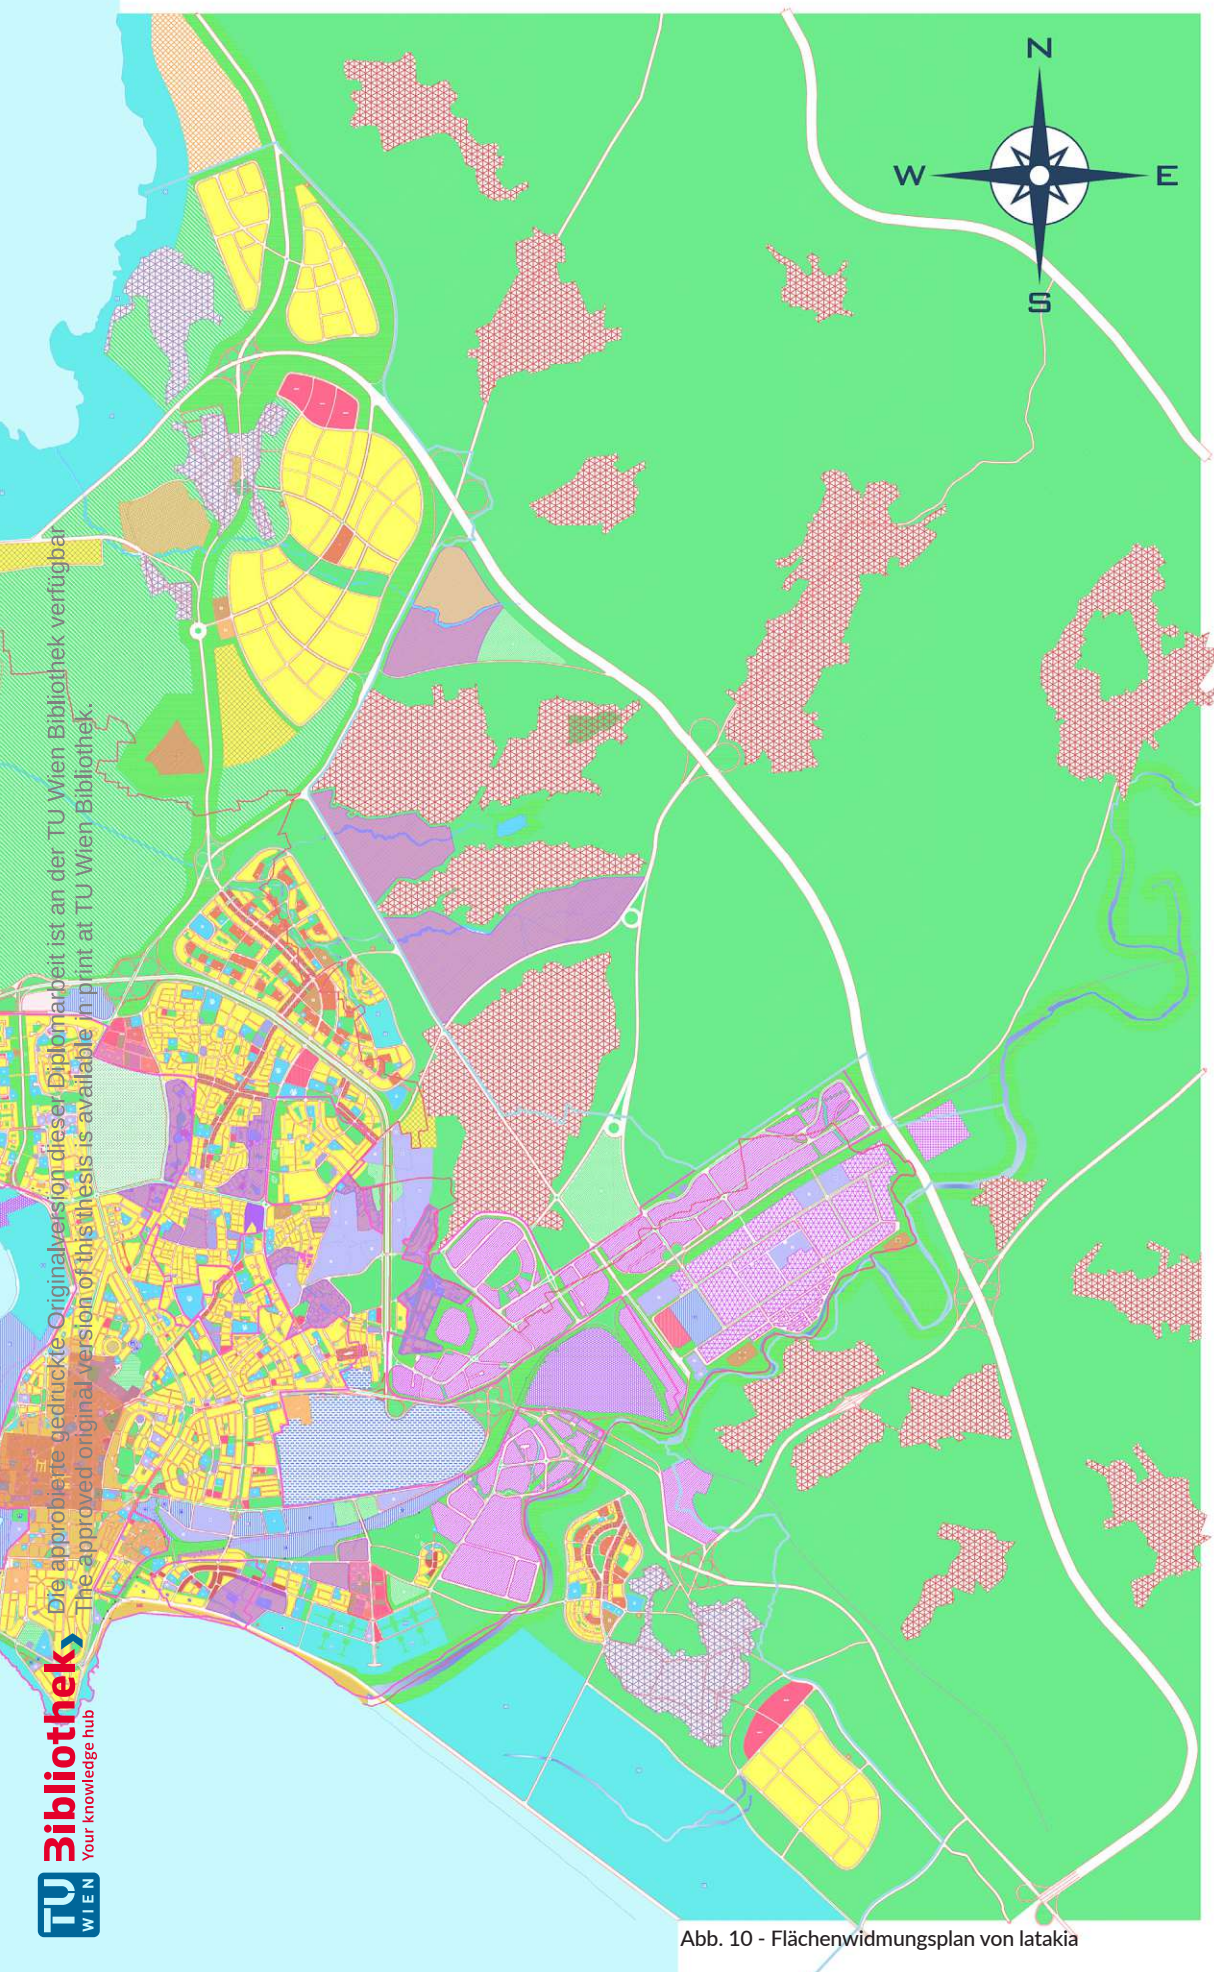 N
W E
S
Die approbierte gedruckte Originalversion dieser Diplomarbeit ist an der TU Wien Bibliothek verfügbar
The approved original version of this thesis is available in print at TU Wien Bibliothek.
TU
WIEN
Bibliothek
Your knowledge hub
Abb. 10 - Flächenwidmungsplan von latakia